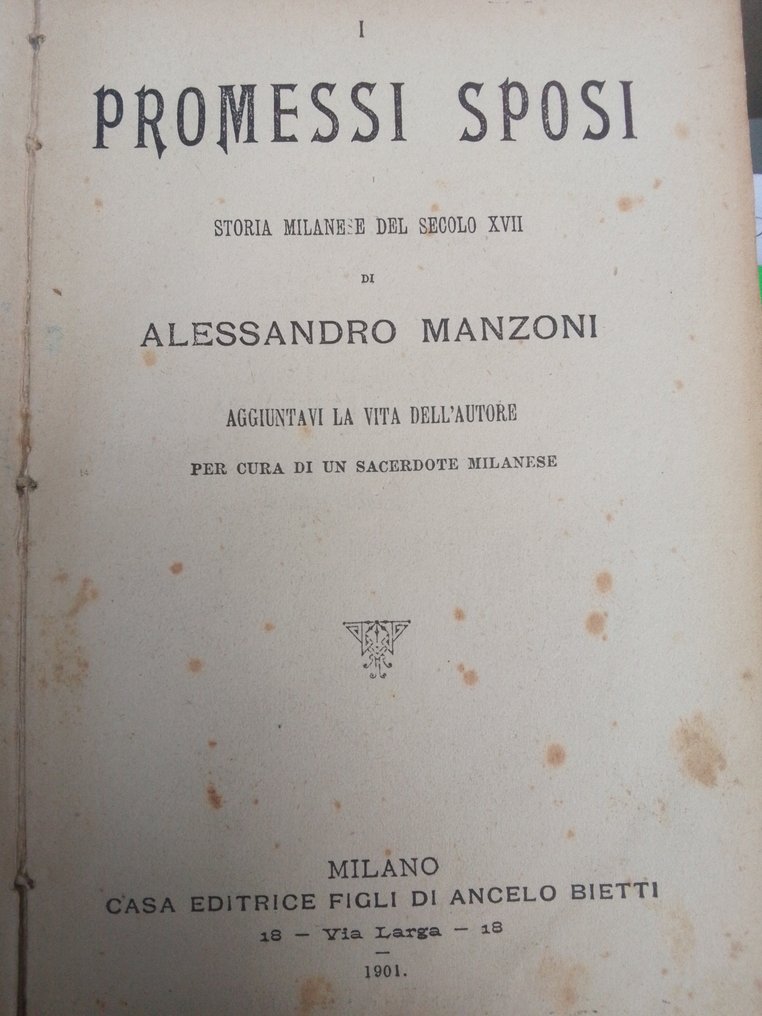 I
PROMESSI SPOSI
STORIA MILANESE DEL SECOLO XVII
DI
ALESSANDRO MANZONI
AGGIUNTAVI LA VITA DELL'AUTORE
PER CURA DI UN SACERDOTE MILANESE
MILANO
CASA EDITRICE FIGLI DI ANCELO BIETTI
18 — Via Larga — 18
—
1901.